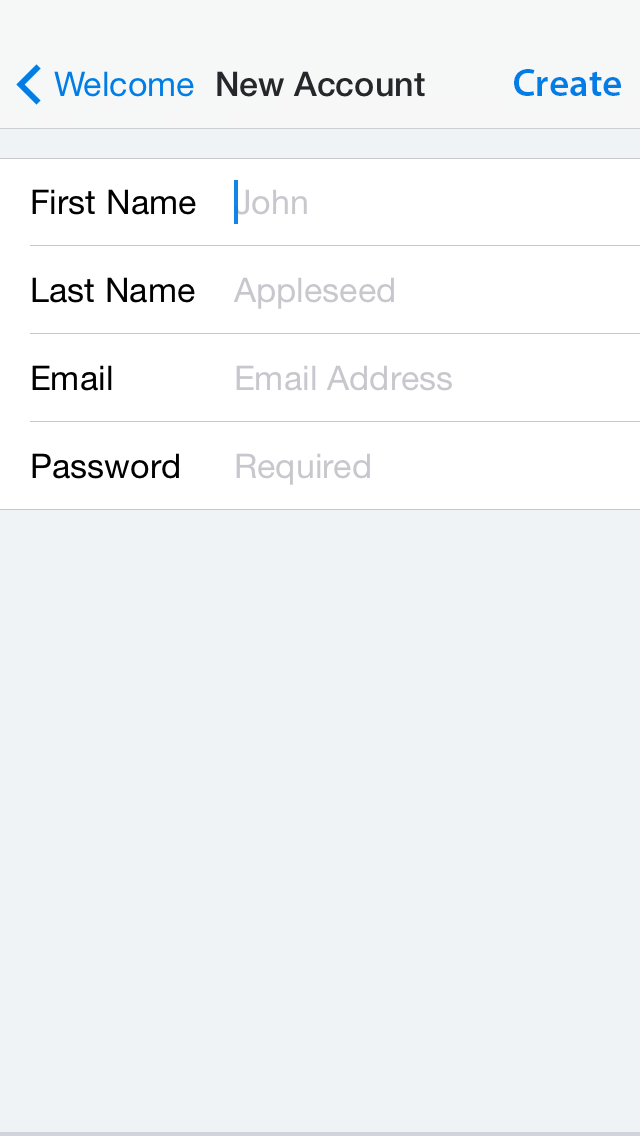 Welcome New Account Create
First Name John
Last Name Appleseed
Email Email Address
Password Required